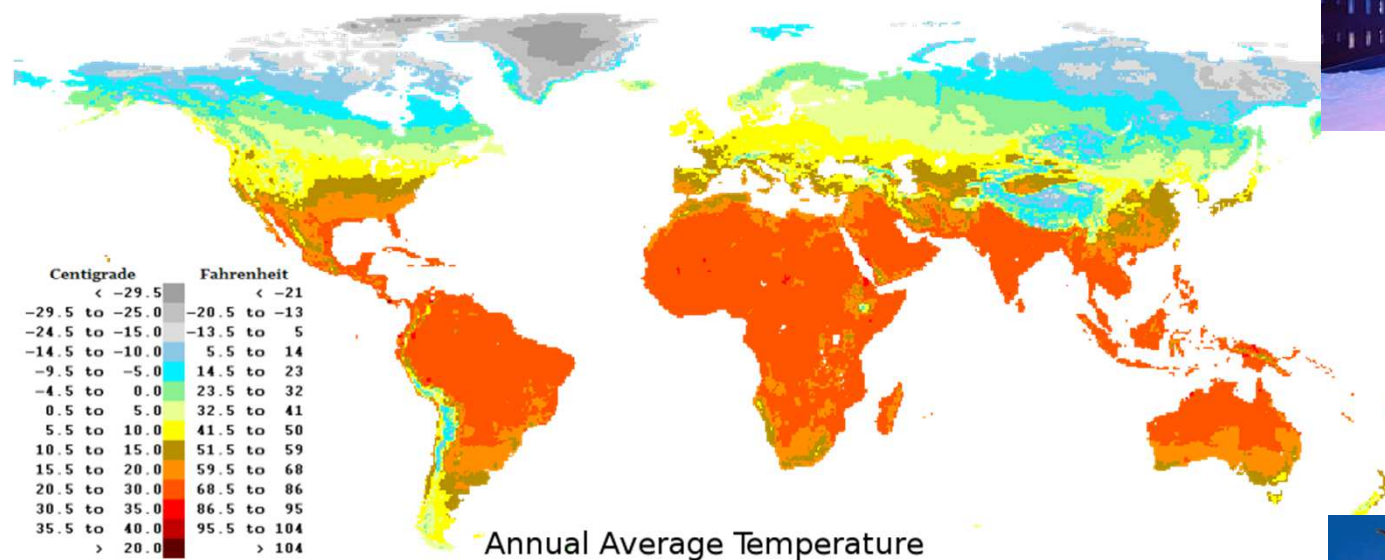 Centigrade Fahrenheit
< -29.5 < -21
-29.5 to -25.0 -20.5 to -13
-24.5 to -15.0 -13.5 to 5
-14.5 to -10.0 5.5 to 14
-9.5 to -5.0 14.5 to 23
-4.5 to 0.0 23.5 to 32
0.5 to 5.0 32.5 to 41
5.5 to 10.0 41.5 to 50
10.5 to 15.0 51.5 to 59
15.5 to 20.0 59.5 to 68
20.5 to 30.0 68.5 to 86
30.5 to 35.0 86.5 to 95
35.5 to 40.0 95.5 to 104
> 20.0 > 104
Annual Average Temperature